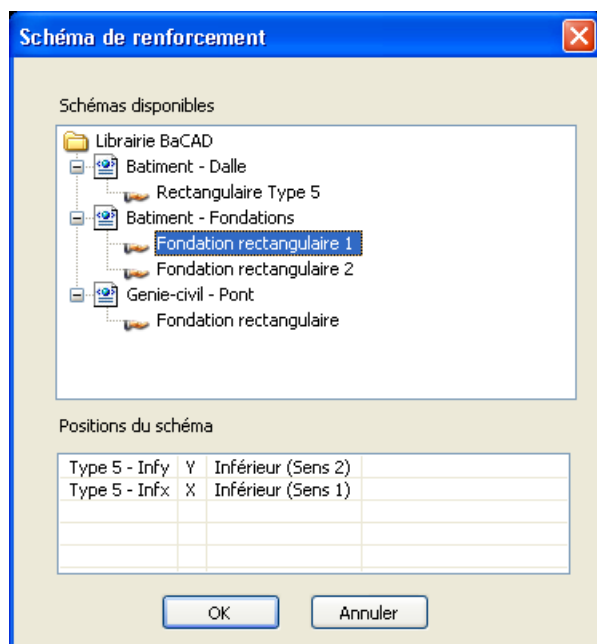 Schéma de renforcement
Schémas disponibles
Librairie BaCAD
Batiment - Dalle
Rectangulaire Type 5
Batiment - Fondations
Fondation rectangulaire 1
Fondation rectangulaire 2
Genie-civil - Pont
Fondation rectangulaire
Positions du schéma
Type 5 - Infy Y Inférieur (Sens 2)
Type 5 - Infx X Inférieur (Sens 1)
OK Annuler